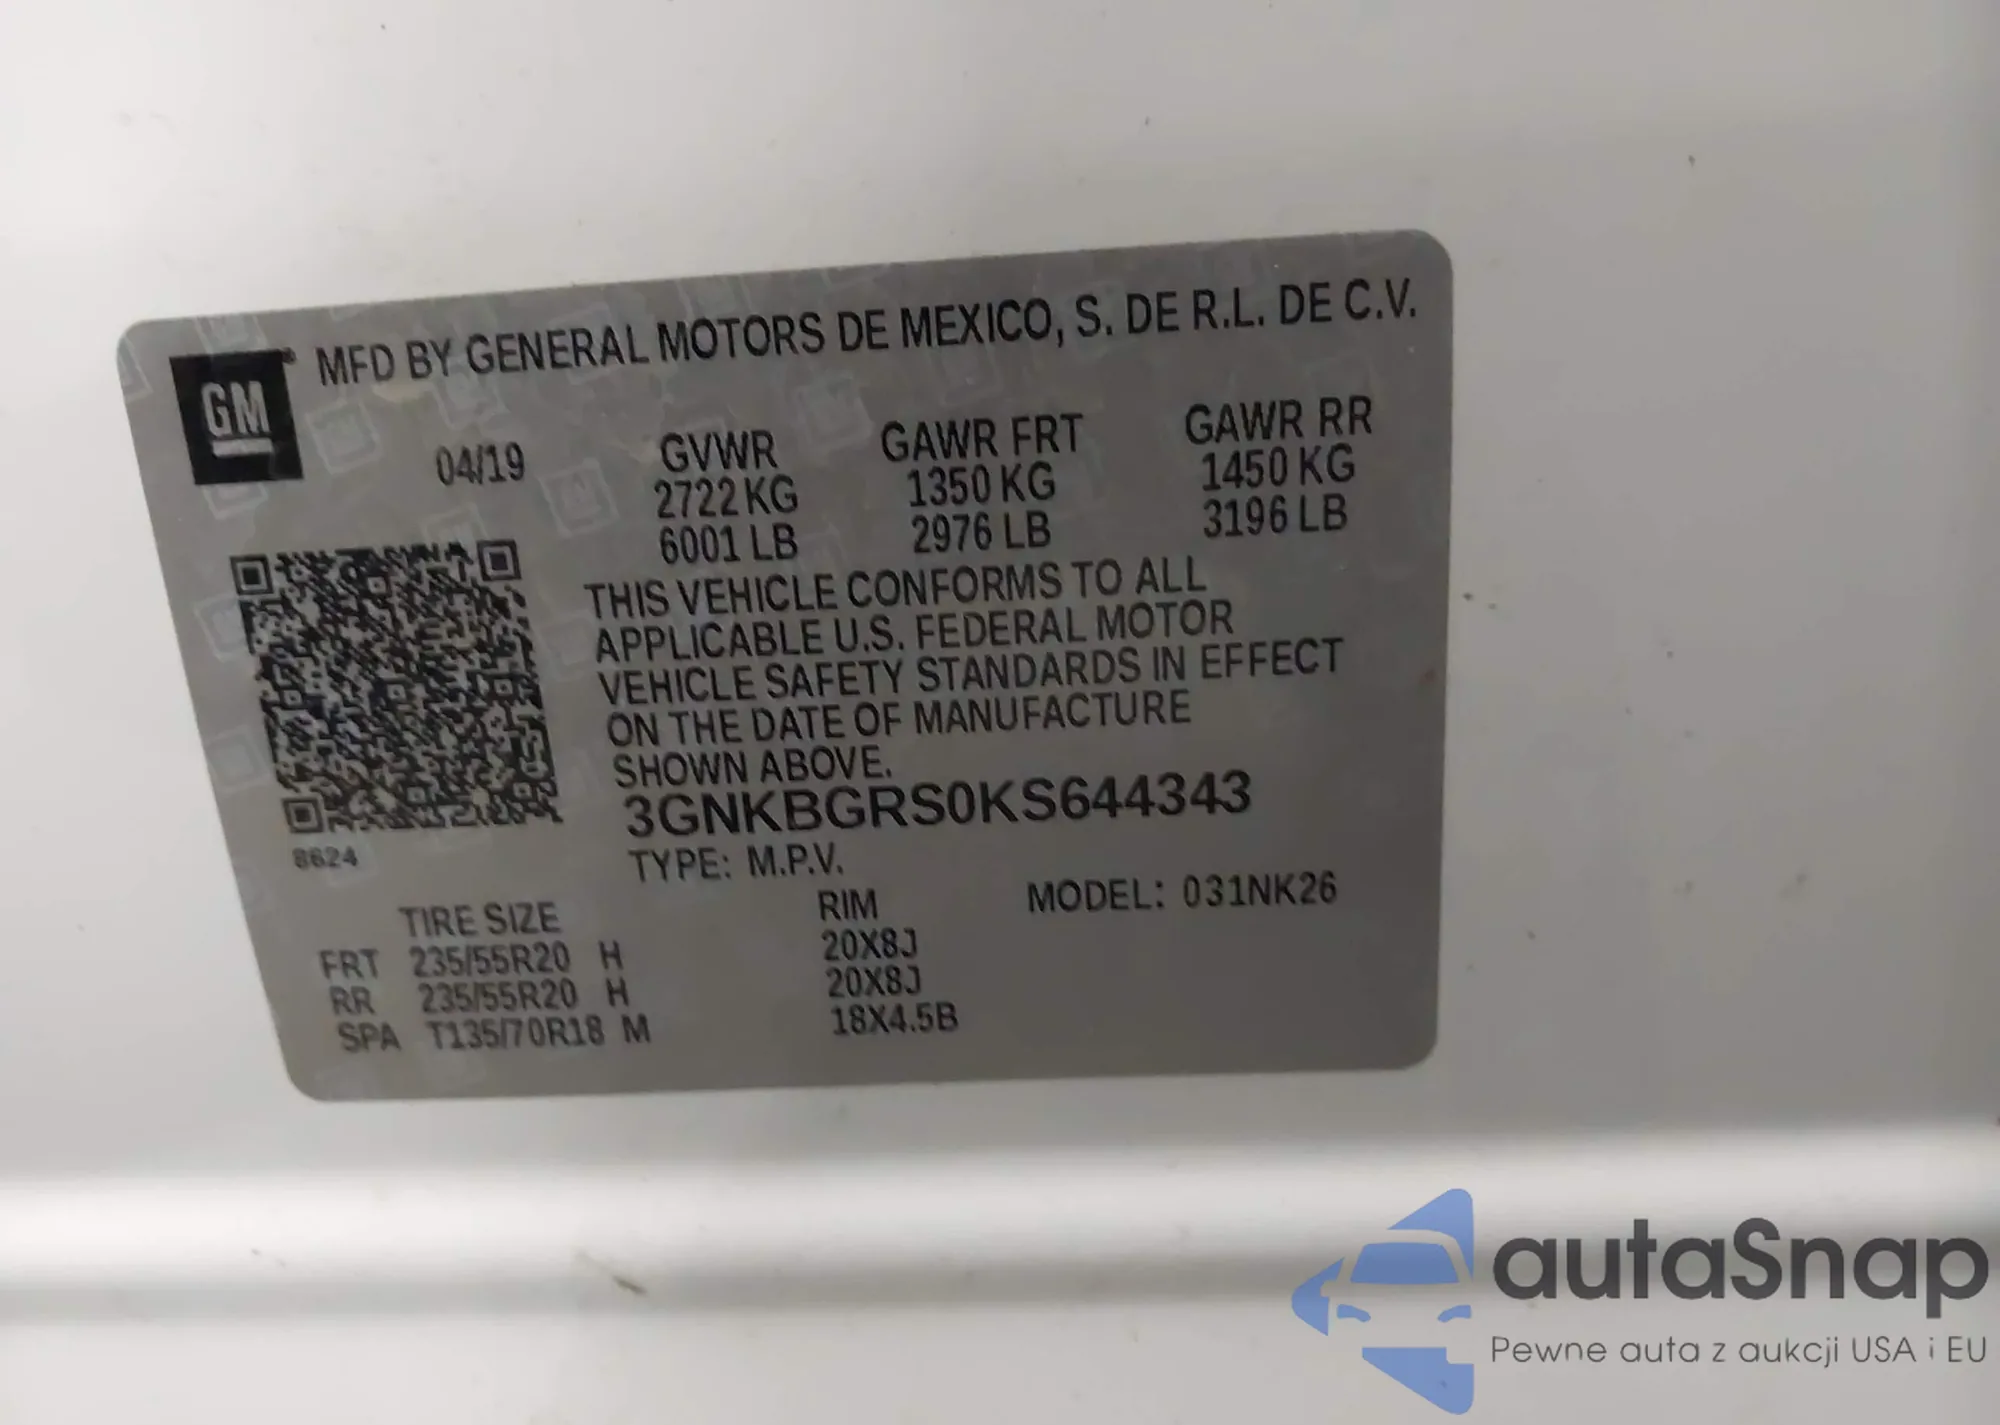 GM
MFD BY GENERAL MOTORS DE MEXICO, S. DE R.L. DE C.V.
04/19 GVWR GAWR FRT GAWR RR
2722 KG 1350 KG 1450 KG
6001 LB 2976 LB 3196 LB
THIS VEHICLE CONFORMS TO ALL
APPLICABLE U.S. FEDERAL MOTOR
VEHICLE SAFETY STANDARDS IN EFFECT
ON THE DATE OF MANUFACTURE
SHOWN ABOVE.
3GNKBGRS0KS644343
8624
TYPE: M.P.V.
TIRE SIZE RIM MODEL: 031NK26
FRT 235/55R20 H 20X8J
RR 235/55R20 H 20X8J
SPA T135/70R18 M 18X4.5B
autaSnap
Pewne auta z aukcji USA i EU